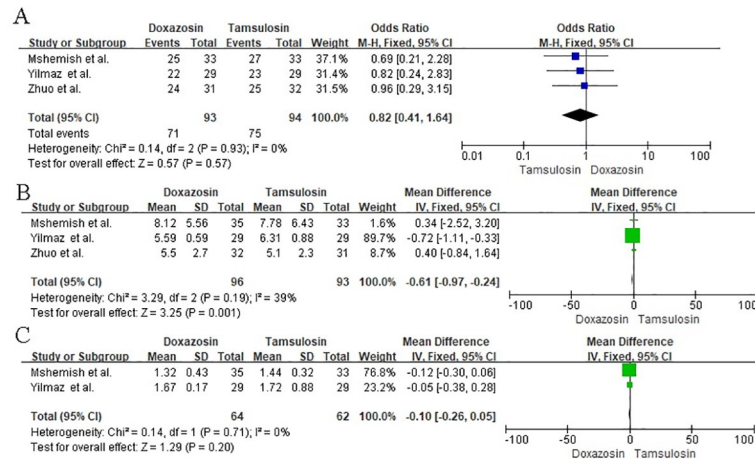 A
Doxazosin Tamsulosin Odds Ratio Odds Ratio
Study or Subgroup Events Total Events Total Weight M-H, Fixed, 95% CI M-H, Fixed, 95% CI
Mshemish et al. 25 33 27 33 37.1% 0.69 [0.21, 2.28]
Yilmaz et al. 22 29 23 29 31.4% 0.82 [0.24, 2.83]
Zhuo et al. 24 31 25 32 31.5% 0.96 [0.29, 3.15]
Total (95% CI) 93 94 100.0% 0.82 [0.41, 1.64]
Total events 71 75
Heterogeneity: Chi² = 0.14, df = 2 (P = 0.93); I² = 0%
Test for overall effect: Z = 0.57 (P = 0.57)
0.01 0.1 1 10 100
Tamsulosin Doxazosin
B
Doxazosin Tamsulosin Mean Difference Mean Difference
Study or Subgroup Mean SD Total Mean SD Total Weight IV, Fixed, 95% CI IV, Fixed, 95% CI
Mshemish et al. 8.12 5.56 35 7.78 6.43 33 1.6% 0.34 [-2.52, 3.20]
Yilmaz et al. 5.59 0.59 29 6.31 0.88 29 89.7% -0.72 [-1.11, -0.33]
Zhuo et al. 5.5 2.7 32 5.1 2.3 31 8.7% 0.40 [-0.84, 1.64]
Total (95% CI) 96 93 100.0% -0.61 [-0.97, -0.24]
Heterogeneity: Chi² = 3.29, df = 2 (P = 0.19); I² = 39%
Test for overall effect: Z = 3.25 (P = 0.001)
-100 -50 0 50 100
Doxazosin Tamsulosin
C
Doxazosin Tamsulosin Mean Difference Mean Difference
Study or Subgroup Mean SD Total Mean SD Total Weight IV, Fixed, 95% CI IV, Fixed, 95% CI
Mshemish et al. 1.32 0.43 35 1.44 0.32 33 76.8% -0.12 [-0.30, 0.06]
Yilmaz et al. 1.67 0.17 29 1.72 0.88 29 23.2% -0.05 [-0.38, 0.28]
Total (95% CI) 64 62 100.0% -0.10 [-0.26, 0.05]
Heterogeneity: Chi² = 0.14, df = 1 (P = 0.71); I² = 0%
Test for overall effect: Z = 1.29 (P = 0.20)
-100 -50 0 50 100
Doxazosin Tamsulosin